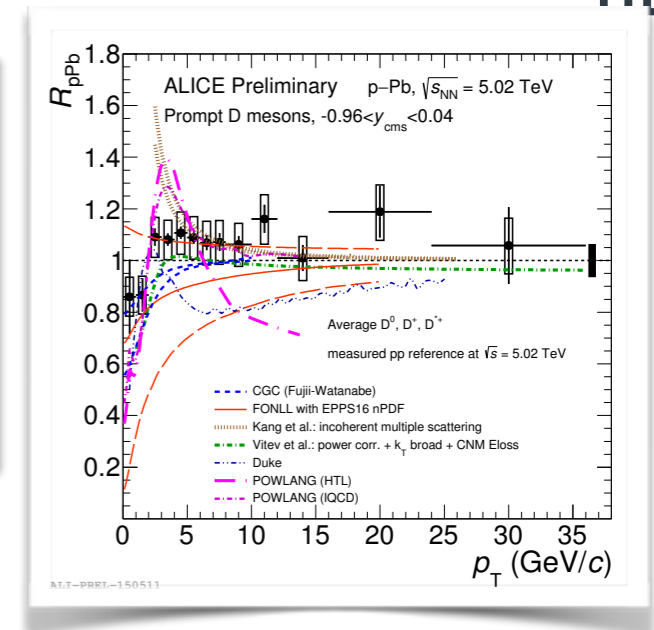 R_pPb
1.8
1.6
1.4
1.2
1
0.8
0.6
0.4
0.2
ALICE Preliminary p−Pb, √s_NN = 5.02 TeV
Prompt D mesons, -0.96<y_cms<0.04
Average D⁰, D⁺, D*⁺
measured pp reference at √s = 5.02 TeV
CGC (Fujii-Watanabe)
FONLL with EPPS16 nPDF
Kang et al.: incoherent multiple scattering
Vitev et al.: power corr. + k_T broad + CNM Eloss
Duke
POWLANG (HTL)
POWLANG (lQCD)
0 5 10 15 20 25 30 35
p_T (GeV/c)
ALI-PREL-150511